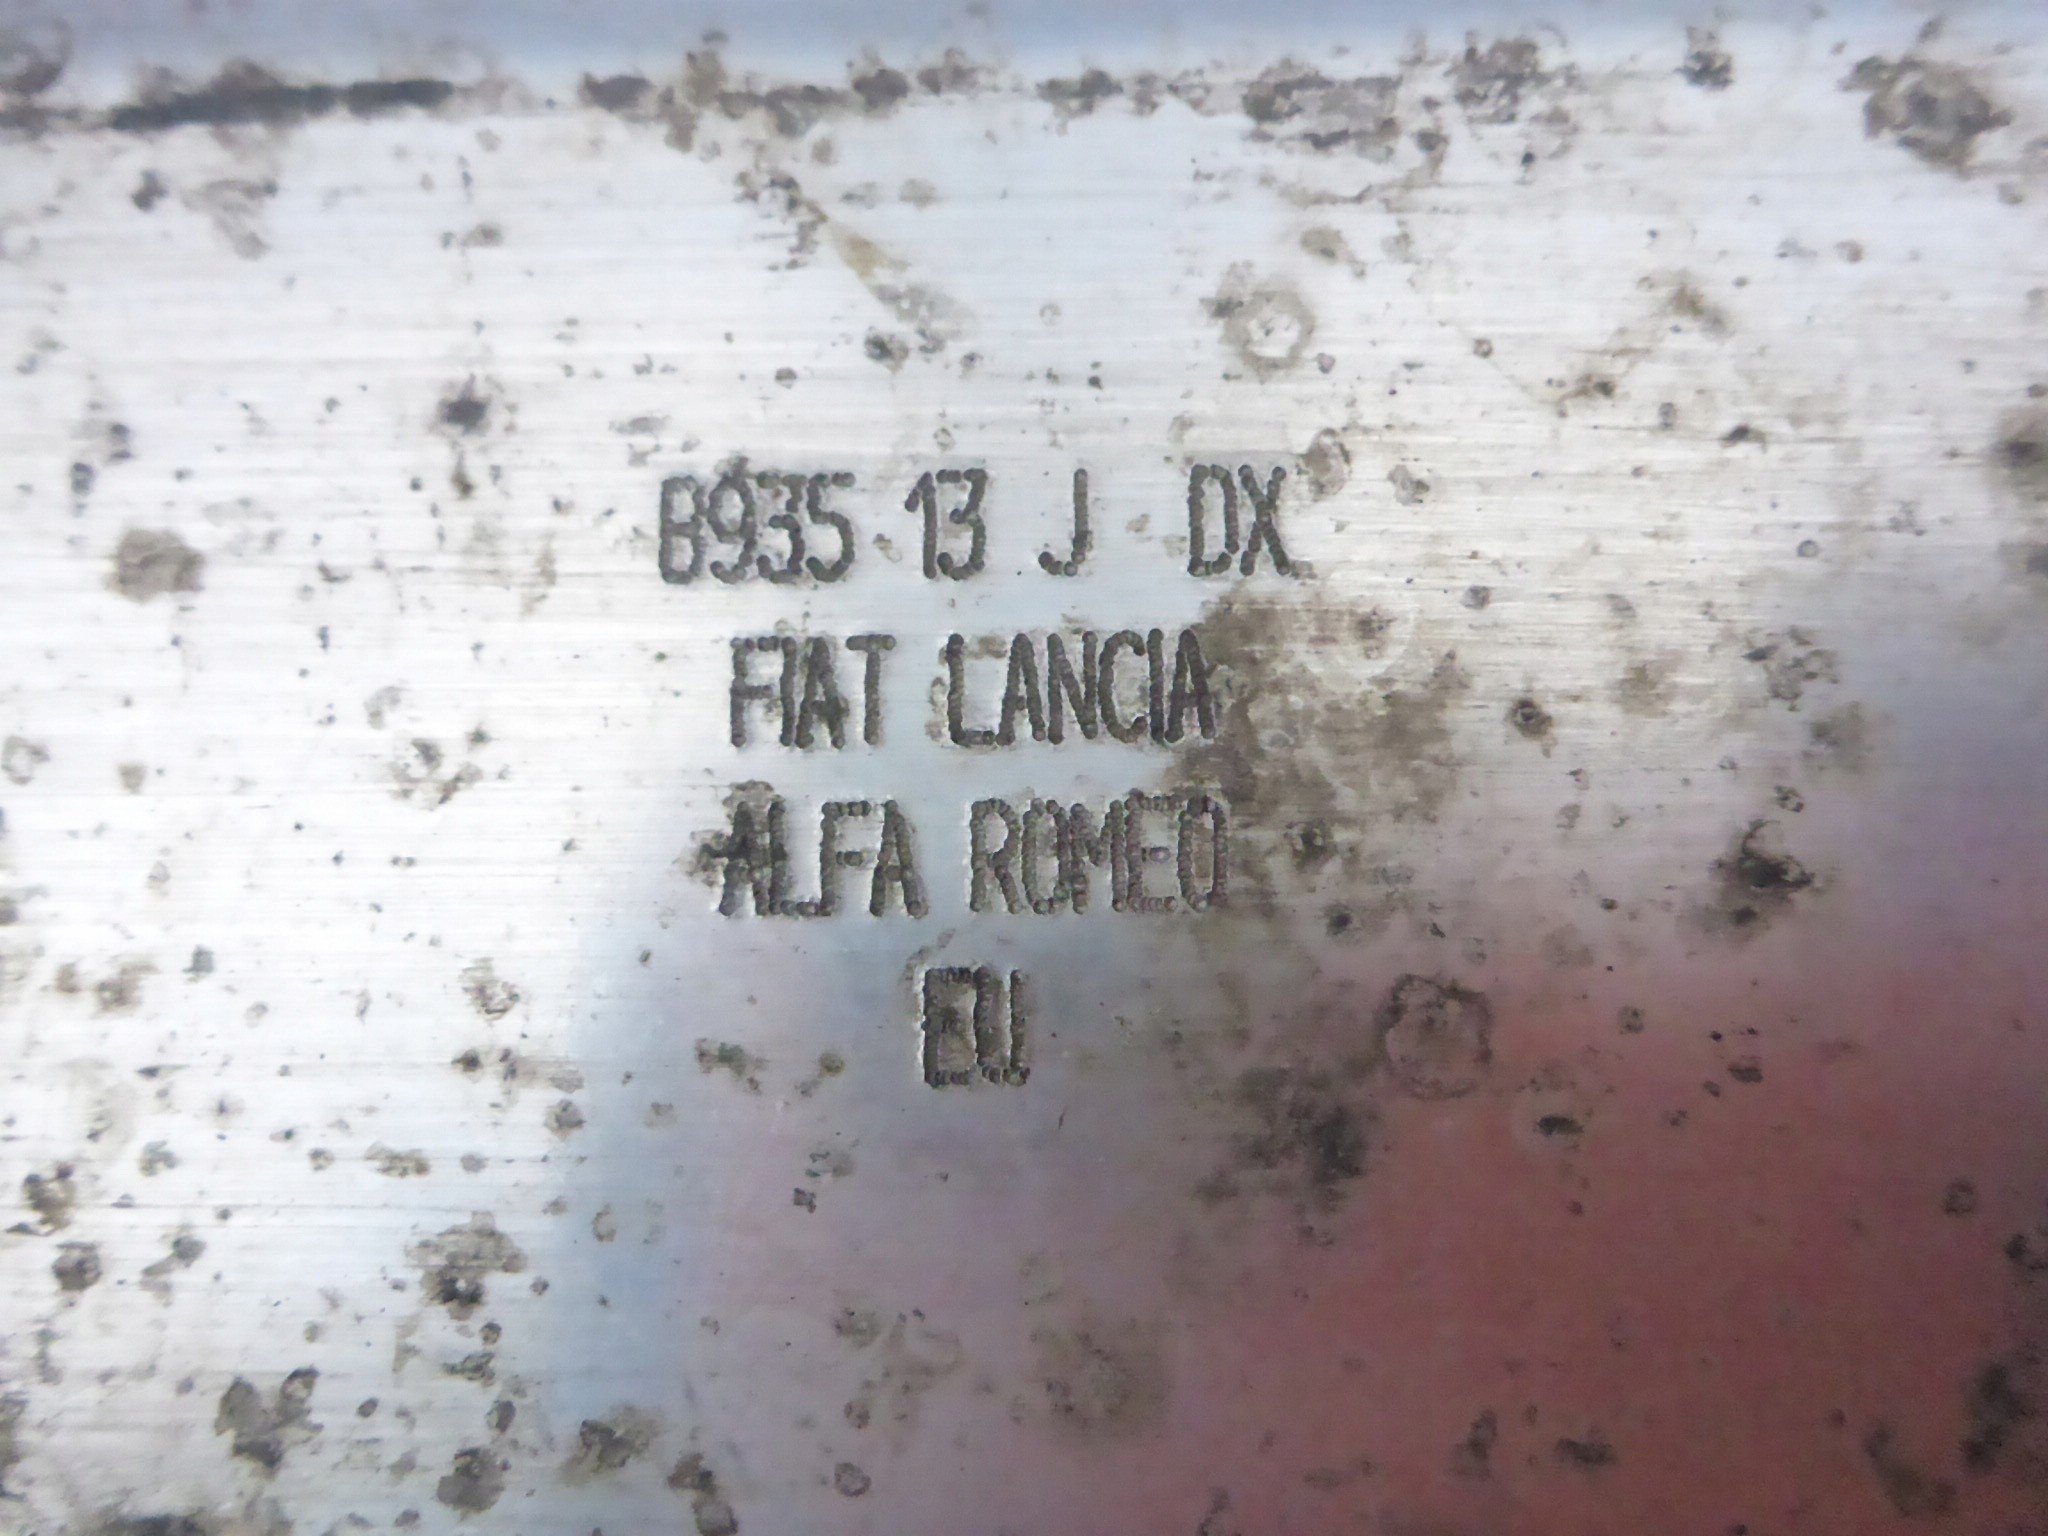 B935 13 J DX
FIAT LANCIA
ALFA ROMEO
EU